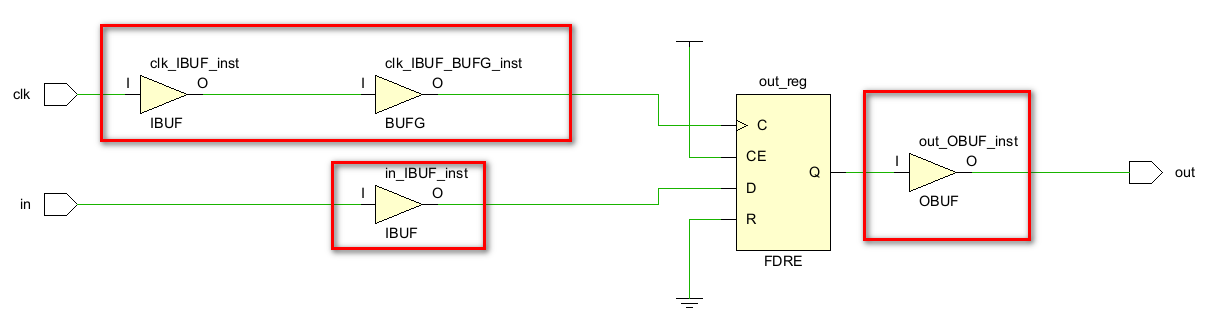 clk_IBUF_inst
clk_IBUF_BUFG_inst
out_reg
clk
I
O
I
O
IBUF
BUFG
C
CE
D
R
Q
FDRE
in_IBUF_inst
in
I
O
IBUF
out_OBUF_inst
I
O
out
OBUF